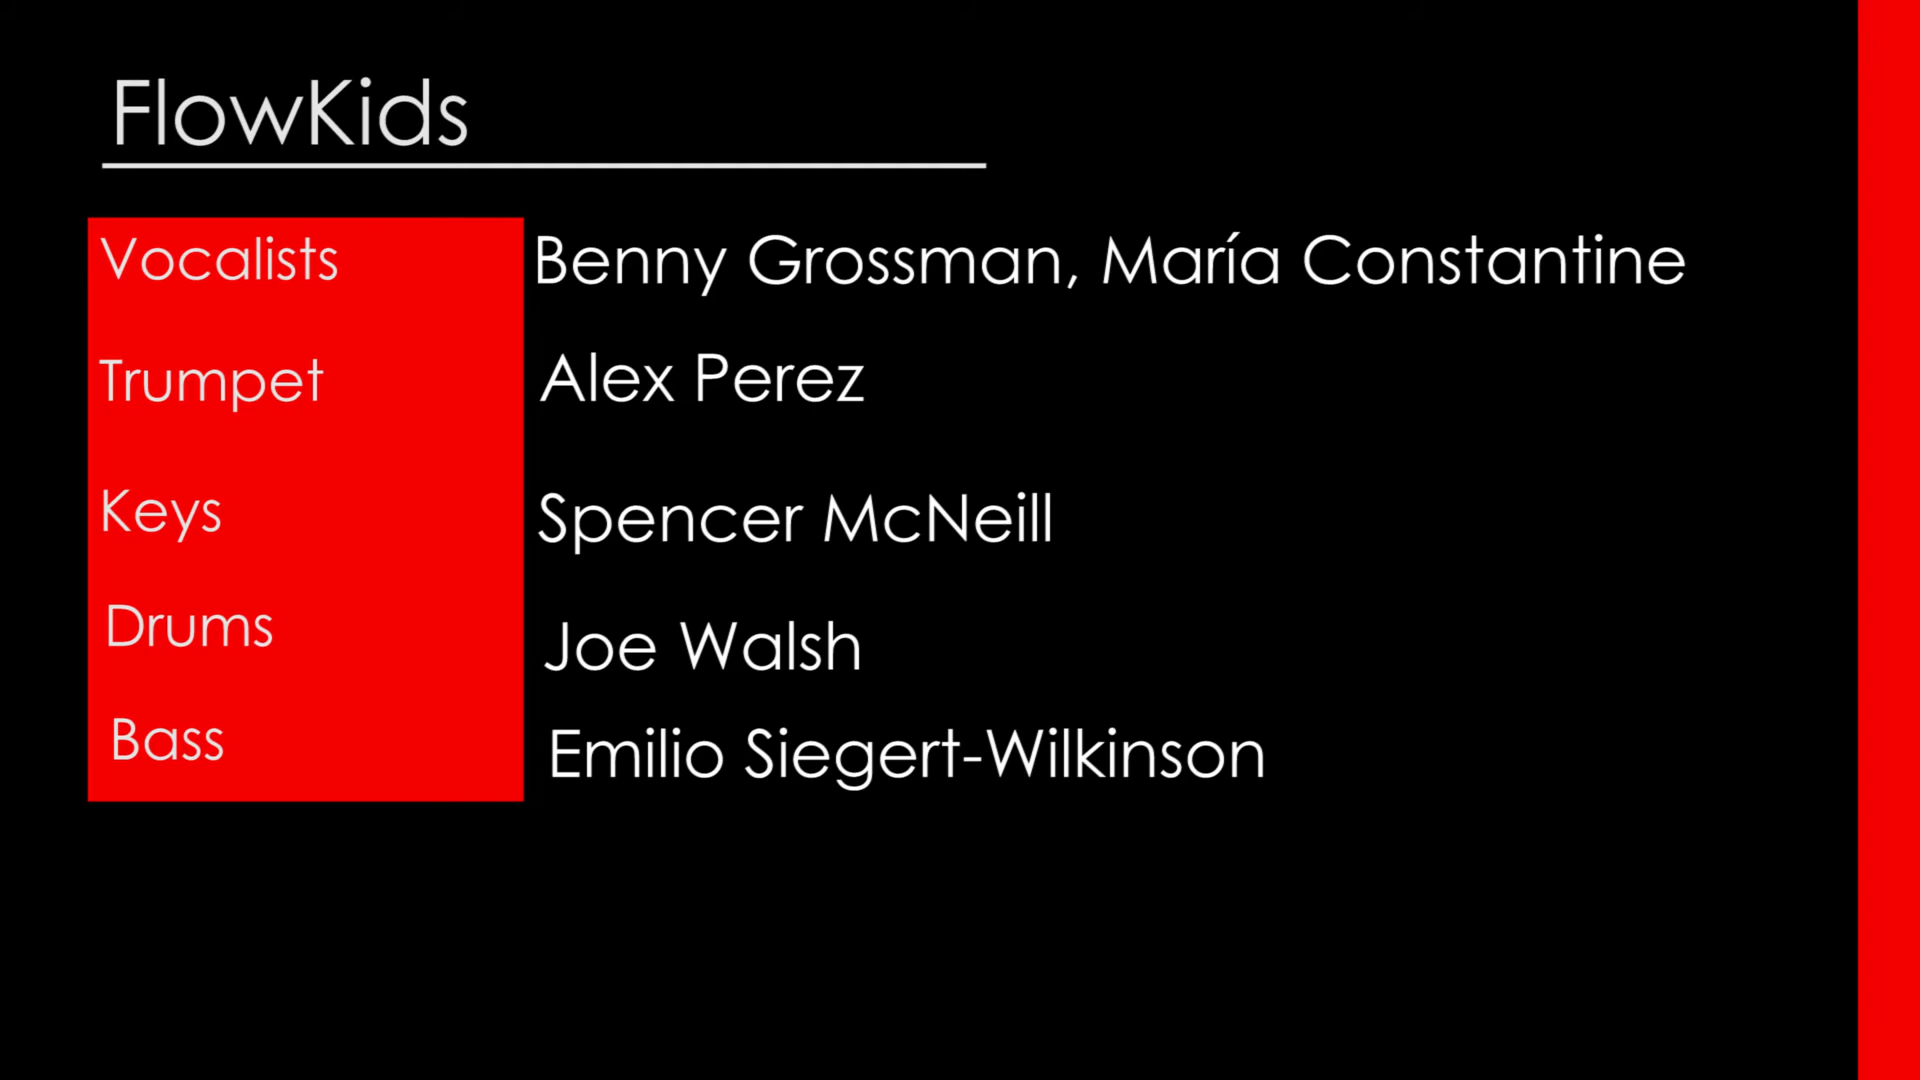 FlowKids
Vocalists Benny Grossman, María Constantine
Trumpet Alex Perez
Keys Spencer McNeill
Drums Joe Walsh
Bass Emilio Siegert-Wilkinson